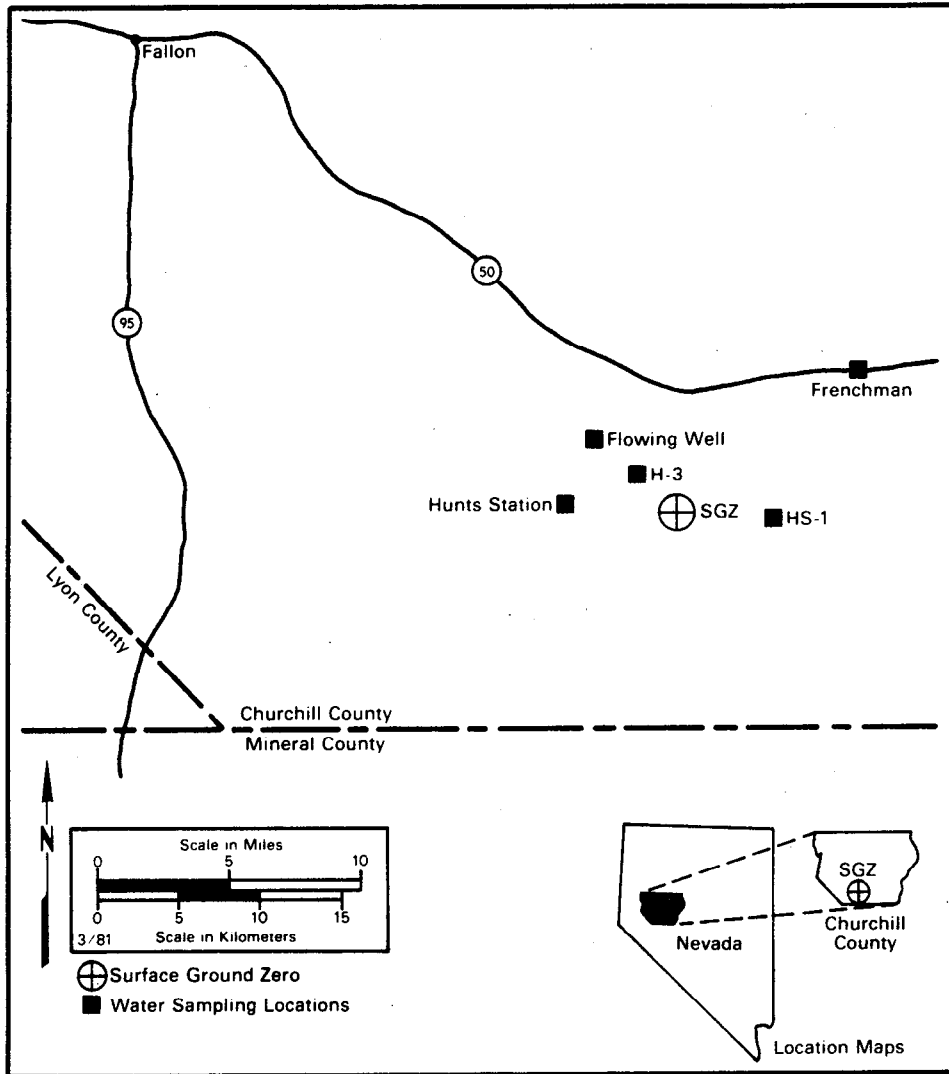 Fallon
50
95
Frenchman
Flowing Well
H-3
Hunts Station
SGZ
HS-1
Lyon County
Churchill County
Mineral County
N
Scale in Miles
0 5 10
0 5 10 15
3/81 Scale in Kilometers
Surface Ground Zero
Water Sampling Locations
SGZ
Nevada
Churchill
County
Location Maps